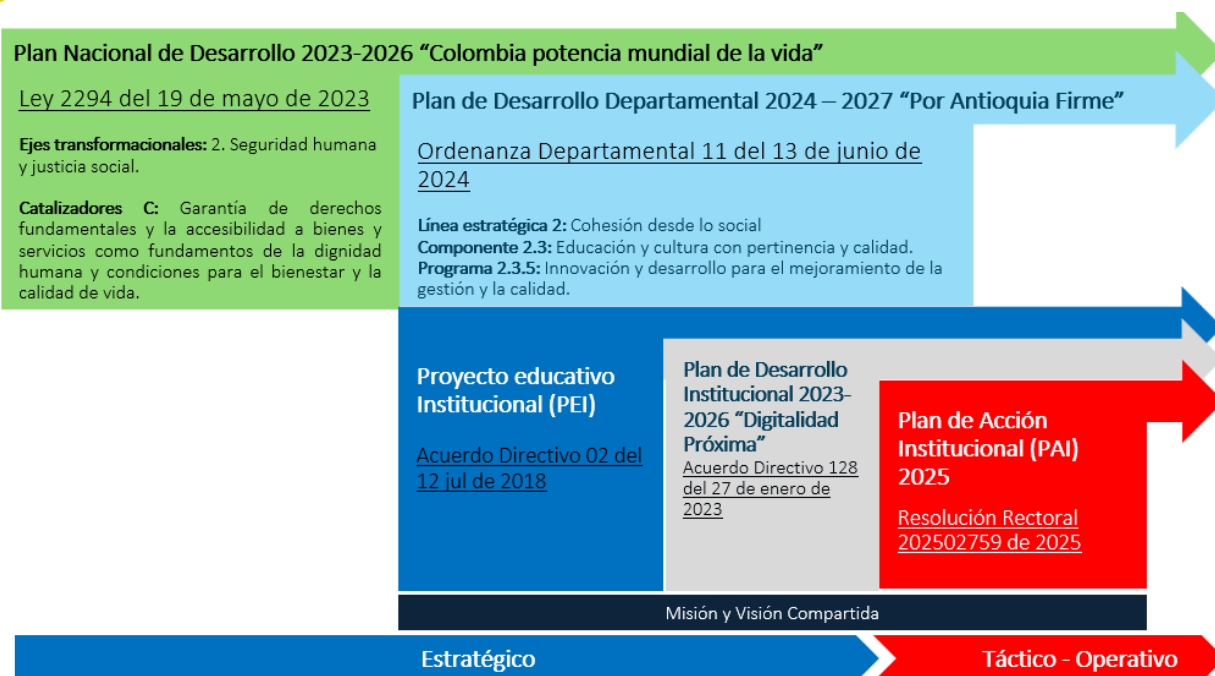 Plan Nacional de Desarrollo 2023-2026 “Colombia potencia mundial de la vida”
Ley 2294 del 19 de mayo de 2023
Ejes transformacionales: 2. Seguridad humana
y justicia social.
Catalizadores C: Garantía de derechos
fundamentales y la accesibilidad a bienes y
servicios como fundamentos de la dignidad
humana y condiciones para el bienestar y la
calidad de vida.
Plan de Desarrollo Departamental 2024 – 2027 “Por Antioquia Firme”
Ordenanza Departamental 11 del 13 de junio de
2024
Línea estratégica 2: Cohesión desde lo social
Componente 2.3: Educación y cultura con pertinencia y calidad.
Programa 2.3.5: Innovación y desarrollo para el mejoramiento de la
gestión y la calidad.
Proyecto educativo
Institucional (PEI)
Acuerdo Directivo 02 del
12 jul de 2018
Plan de Desarrollo
Institucional 2023-
2026 “Digitalidad
Próxima”
Acuerdo Directivo 128
del 27 de enero de
2023
Plan de Acción
Institucional (PAI)
2025
Resolución Rectoral
202502759 de 2025
Misión y Visión Compartida
Estratégico
Táctico - Operativo